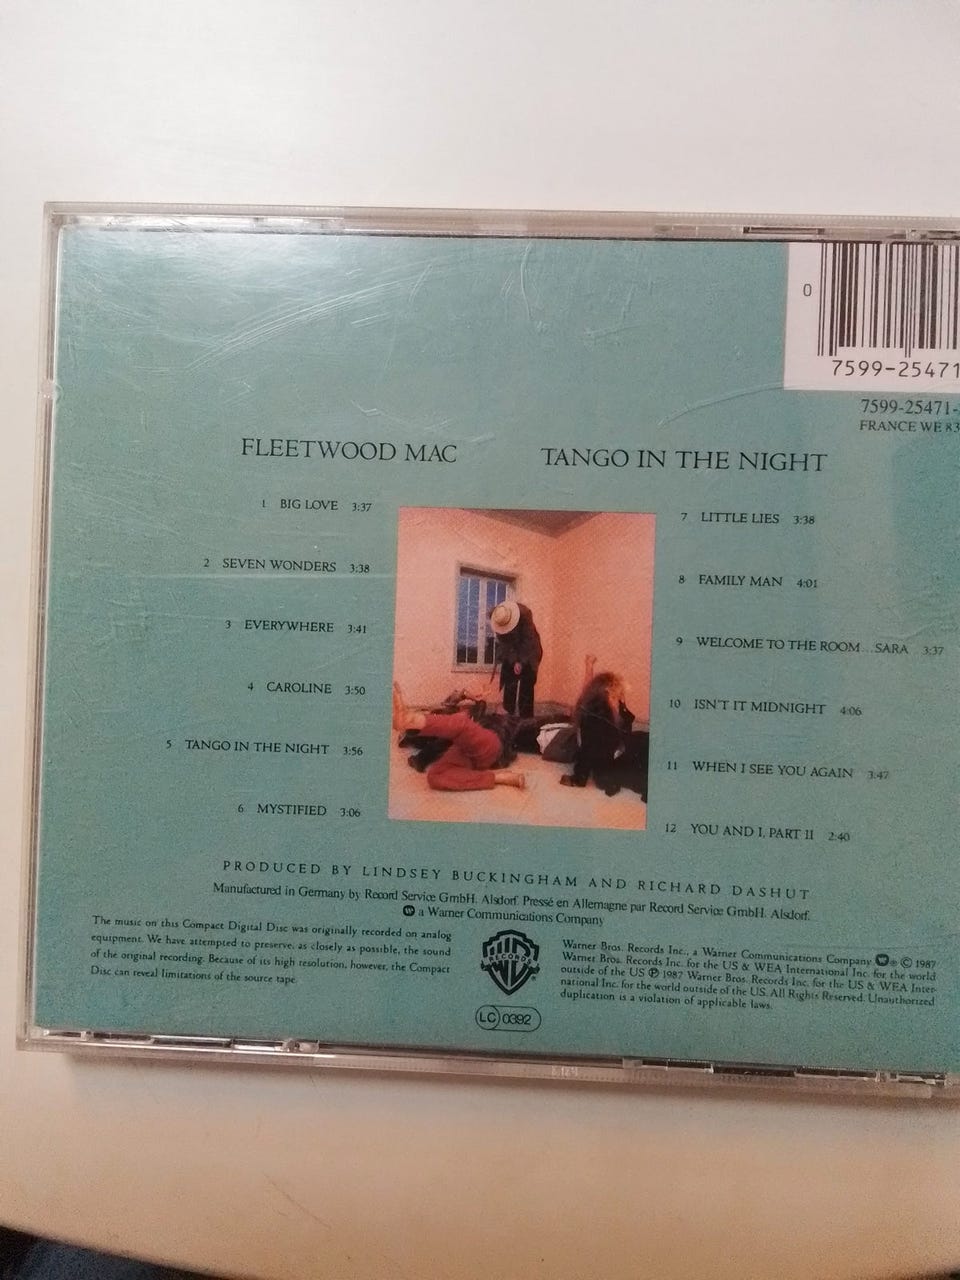 0
7599-25471
7599-25471-
FRANCE WE 83
FLEETWOOD MAC
TANGO IN THE NIGHT
1 BIG LOVE 3:37
2 SEVEN WONDERS 3:38
3 EVERYWHERE 3:41
4 CAROLINE 3:50
5 TANGO IN THE NIGHT 3:56
6 MYSTIFIED 3:06
7 LITTLE LIES 3:38
8 FAMILY MAN 4:01
9 WELCOME TO THE ROOM...SARA 3:37
10 ISN'T IT MIDNIGHT 4:06
11 WHEN I SEE YOU AGAIN 3:47
12 YOU AND I, PART II 2:40
PRODUCED BY LINDSEY BUCKINGHAM AND RICHARD DASHUT
Manufactured in Germany by Record Service GmbH. Alsdorf. Pressé en Allemagne par Record Service GmbH. Alsdorf.
a Warner Communications Company
The music on this Compact Digital Disc was originally recorded on analog
equipment. We have attempted to preserve, as closely as possible, the sound
of the original recording. Because of its high resolution, however, the Compact
Disc can reveal limitations of the source tape.
WB
RECORDS
LC 0392
Warner Bros. Records Inc., a Warner Communications Company ® © 1987
Warner Bros. Records Inc. for the US & WEA International Inc. for the world
outside of the US ℗ 1987 Warner Bros. Records Inc. for the US & WEA Inter-
national Inc. for the world outside of the US. All Rights Reserved. Unauthorized
duplication is a violation of applicable laws.